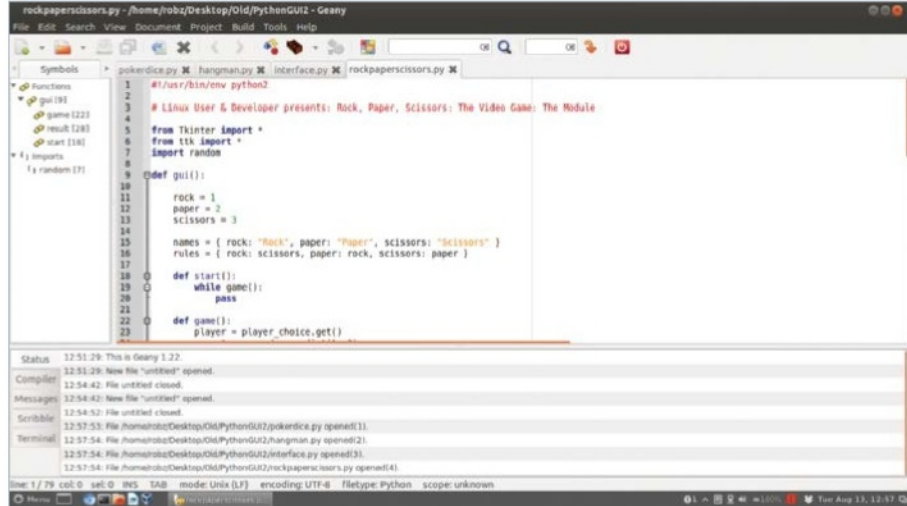 rockpaperscissors.py - /home/robz/Desktop/Old/PythonGUI2 - Geany
File Edit Search View Document Project Build Tools Help
Symbols
pokerdice.py hangman.py interface.py rockpaperscissors.py
Functions
gui [9]
game [22]
result [28]
start [18]
Imports
random [7]
1 #!/usr/bin/env python2
2
3 # Linux User & Developer presents: Rock, Paper, Scissors: The Video Game: The Module
4
5 from Tkinter import *
6 from ttk import *
7 import random
8
9 def gui():
10
11 rock = 1
12 paper = 2
13 scissors = 3
14
15 names = { rock: "Rock", paper: "Paper", scissors: "Scissors" }
16 rules = { rock: scissors, paper: rock, scissors: paper }
17
18 def start():
19 while game():
20 pass
21
22 def game():
23 player = player_choice.get()
Status
Compiler
Messages
Scribble
Terminal
12:51:29: This is Geany 1.22.
12:51:29: New file "untitled" opened.
12:54:42: File untitled closed.
12:54:42: New file "untitled" opened.
12:54:52: File untitled closed.
12:57:53: File /home/robz/Desktop/Old/PythonGUI2/pokerdice.py opened(1).
12:57:54: File /home/robz/Desktop/Old/PythonGUI2/hangman.py opened(2).
12:57:54: File /home/robz/Desktop/Old/PythonGUI2/interface.py opened(3).
12:57:54: File /home/robz/Desktop/Old/PythonGUI2/rockpaperscissors.py opened(4).
line: 1 / 79 col: 0 sel: 0 INS TAB mode: Unix (LF) encoding: UTF-8 filetype: Python scope: unknown
Menu
Tue Aug 13, 12:57